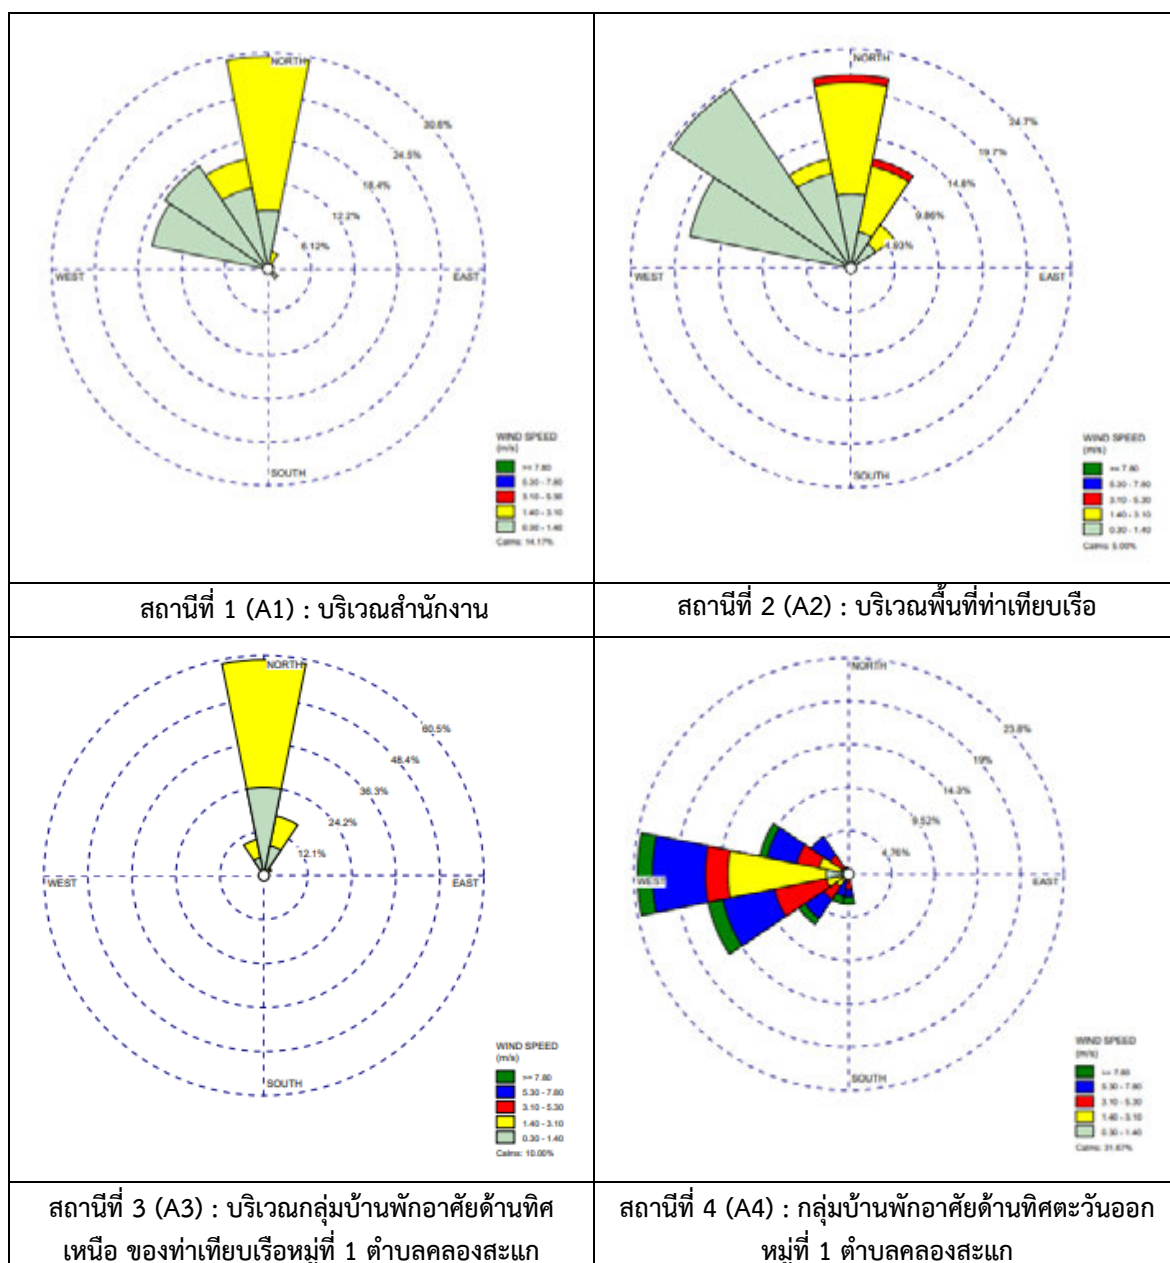 NORTH
30.6%
24.5%
18.4%
12.2%
6.12%
WEST
EAST
SOUTH
WIND SPEED
(m/s)
>= 7.80
5.30 - 7.80
3.10 - 5.30
1.40 - 3.10
0.30 - 1.40
Calms: 14.17%
NORTH
24.7%
19.7%
14.8%
9.86%
4.93%
WEST
EAST
SOUTH
WIND SPEED
(m/s)
>= 7.80
5.30 - 7.80
3.10 - 5.30
1.40 - 3.10
0.30 - 1.40
Calms: 5.00%
สถานีที่ 1 (A1) : บริเวณสำนักงาน
สถานีที่ 2 (A2) : บริเวณพื้นที่ท่าเทียบเรือ
NORTH
60.5%
48.4%
36.3%
24.2%
12.1%
WEST
EAST
SOUTH
WIND SPEED
(m/s)
>= 7.80
5.30 - 7.80
3.10 - 5.30
1.40 - 3.10
0.30 - 1.40
Calms: 10.00%
NORTH
23.8%
19%
14.3%
9.52%
4.76%
WEST
EAST
SOUTH
WIND SPEED
(m/s)
>= 7.80
5.30 - 7.80
3.10 - 5.30
1.40 - 3.10
0.30 - 1.40
Calms: 31.67%
สถานีที่ 3 (A3) : บริเวณกลุ่มบ้านพักอาศัยด้านทิศ
เหนือ ของท่าเทียบเรือหมู่ที่ 1 ตำบลคลองสะแก
สถานีที่ 4 (A4) : กลุ่มบ้านพักอาศัยด้านทิศตะวันออก
หมู่ที่ 1 ตำบลคลองสะแก